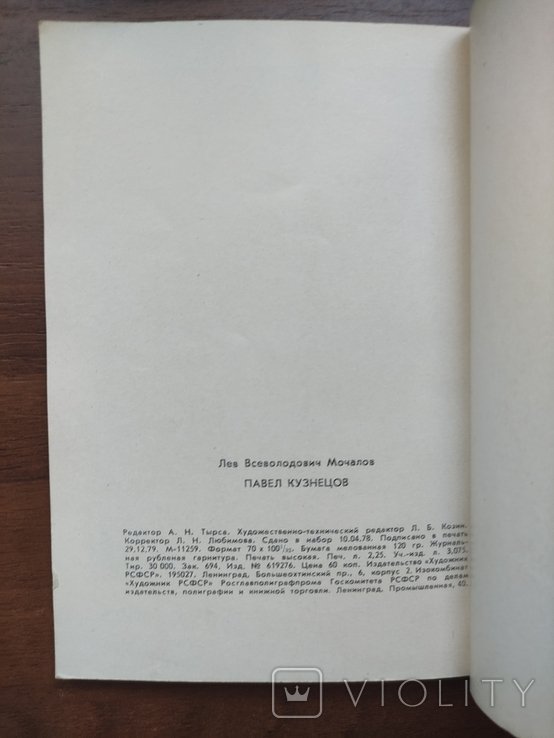 Лев Всеволодович Мочалов
ПАВЕЛ КУЗНЕЦОВ
Редактор А. Н. Тырса. Художественно-технический редактор Л. Б. Козин.
Корректор Л. Н. Любимова. Сдано в набор 10.04.78. Подписано в печать
29.12.79. М-11259. Формат 70 х 100¹/₃₂. Бумага мелованная 120 гр. Журналь-
ная рубленая гарнитура. Печать высокая. Печ. л. 2,25. Уч.-изд. л. 3,075.
Тир. 30 000. Зак. 694. Изд. № 619276. Цена 60 коп. Издательство «Художник
РСФСР». 195027. Ленинград, Большеохтинский пр., 6, корпус 2. Изокомбинат
«Художник РСФСР» Росглавполиграфпрома Госкомитета РСФСР по делам
издательств, полиграфии и книжной торговли. Ленинград. Промышленная, 40.
VIOLITY